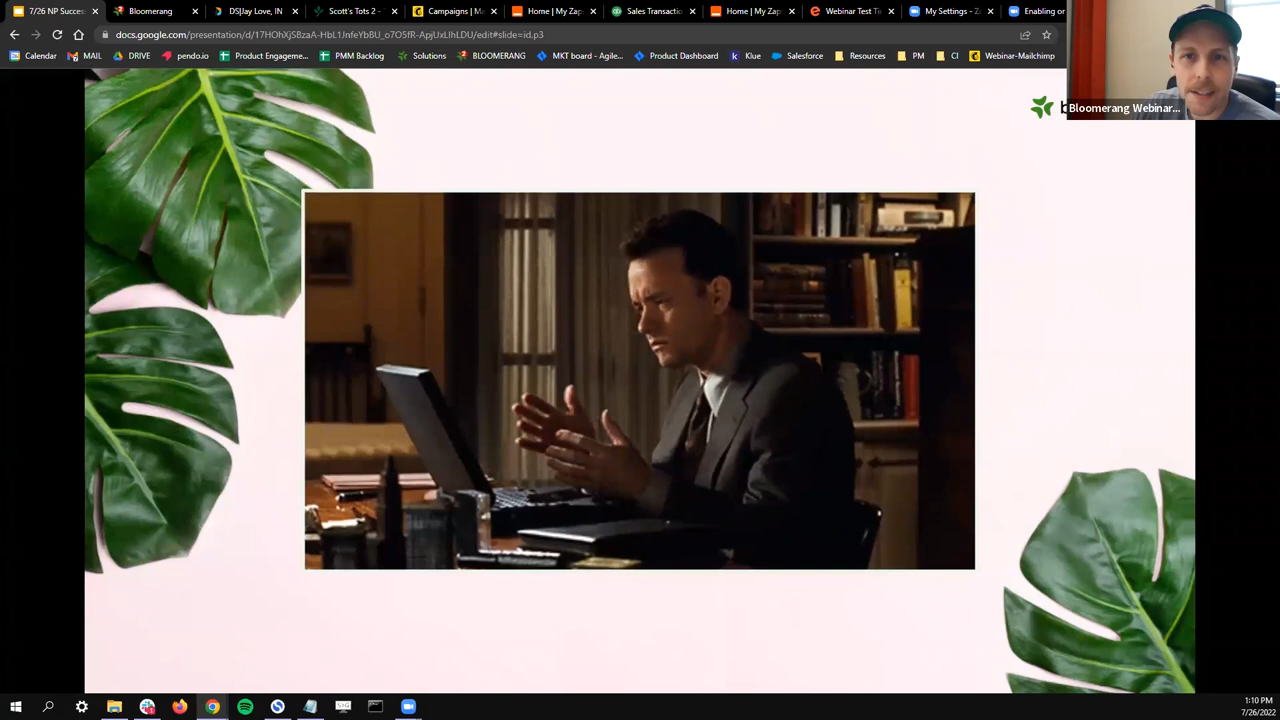 7/26 NP Succes
Bloomerang
DS|Jay Love, IN
Scott's Tots 2 -
Campaigns | Ma
Home | My Zap
Sales Transactio
Home | My Zap
Webinar Test Ti
My Settings - Z
Enabling or
docs.google.com/presentation/d/17HOhXjSBzaA-HbL1JnfeYbBU_o7O5fR-ApjUxLlhLDU/edit#slide=id.p3
Calendar MAIL DRIVE pendo.io Product Engageme... PMM Backlog Solutions BLOOMERANG MKT board - Agile... Product Dashboard Klue Salesforce Resources PM CI Webinar-Mailchimp
Bloomerang Webinar...
1:10 PM
7/26/2022